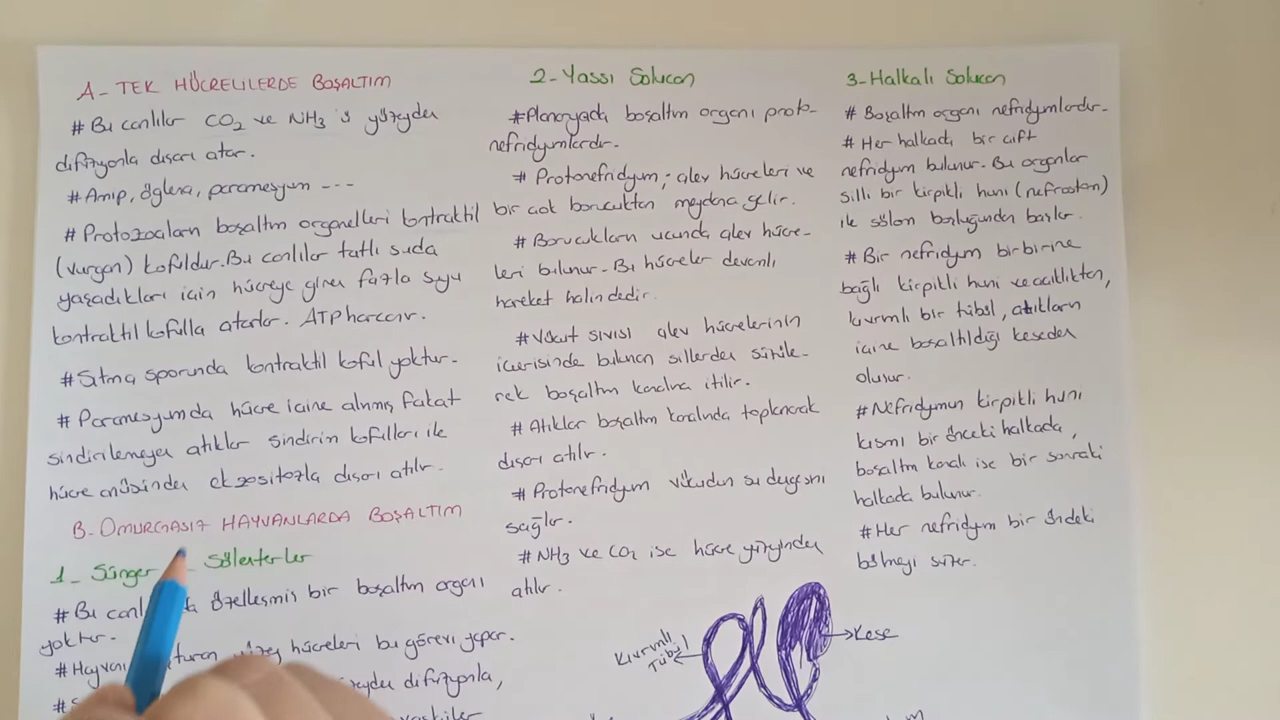 A- TEK HÜCRELİLERDE BOŞALTIM
# Bu canlılar CO2 ve NH3 ü yüzeyden
difüzyonla dışarı atar.
# Amip, öglena, paramesyum ---
# Protozoaların boşaltım organelleri kontraktil
(vurgan) kofuldur. Bu canlılar tatlı suda
yaşadıkları için hücreye giren fazla suyu
kontraktil kofulla atarlar. ATP harcanır.
# Sıtma sporunda kontraktil koful yoktur.
# Paramesyumda hücre içine alınmış fakat
sindirilemeyen atıklar sindirim kofulları ile
hücre anüsünden ekzositozla dışarı atılır.
B- OMURGASIZ HAYVANLARDA BOŞALTIM
1- Sünger Sölenterler
# Bu özelleşmiş bir boşaltım organı
yoktur.
hücreleri bu görevi yapar.
difüzyonla,
2- Yassı Solucan
# Planaryada boşaltım organı proto-
nefridyumlardır.
# Protonefridyum; alev hücreleri ve
bir çok borucuktan meydana gelir.
# Borucukların ucunda alev hücre-
leri bulunur. Bu hücreler devamlı
hareket halindedir.
# Vücut sıvısı alev hücrelerinin
içerisinde bulunan sillerden süzüle-
rek boşaltım kanalına itilir.
# Atıklar boşaltım kanalında toplanarak
dışarı atılır.
# Protonefridyum vücudun su dengesini
sağlar.
# NH3 ve CO2 ise hücre yüzeyinden
atılır.
3- Halkalı Solucan
# Boşaltım organı nefridyumlardır.
# Her halkada bir çift
nefridyum bulunur. Bu organlar
silli bir kirpikli huni (nefrostom)
ile sölom boşluğundan başlar.
# Bir nefridyum birbirine
bağlı kirpikli huni ve açıklıktan,
kıvrımlı bir tübül, atıkların
içine boşaltıldığı keseden
oluşur.
# Nefridyumun kirpikli huni
kısmı bir önceki halkada,
boşaltım kanalı ise bir sonraki
halkada bulunur.
# Her nefridyum bir öndeki
bölmeyi süzer.
Kıvrımlı
Tübül
Kese